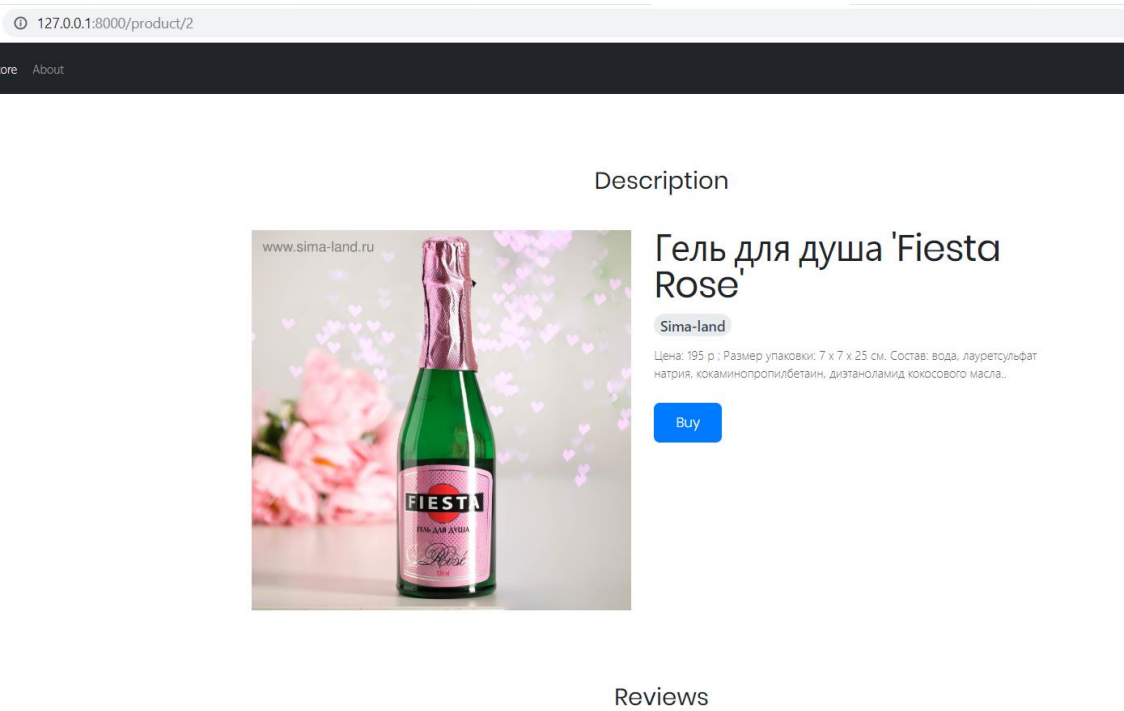 127.0.0.1:8000/product/2
ore About
Description
www.sima-land.ru
FIESTA
ГЕЛЬ ДЛЯ ДУША
Rosé
Гель для душа 'Fiesta
Rose'
Sima-land
Цена: 195 р ; Размер упаковки: 7 х 7 х 25 см. Состав: вода, лауретсульфат
натрия, кокаминопропилбетаин, диэтаноламид кокосового масла..
Buy
Reviews